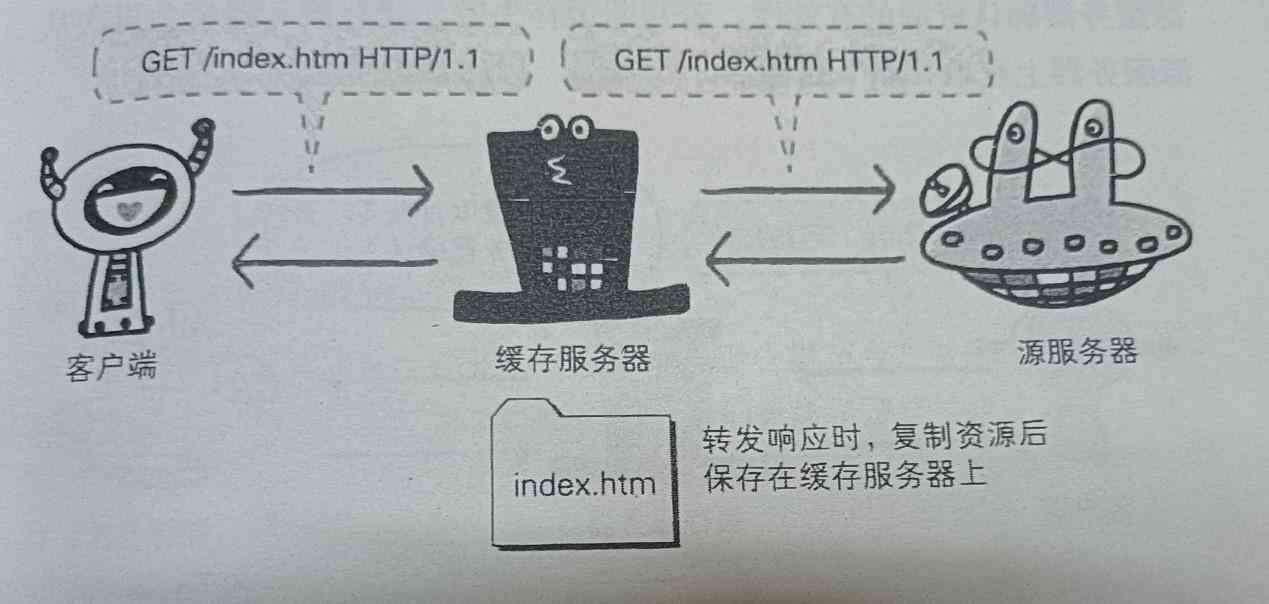 GET /index.htm HTTP/1.1
GET /index.htm HTTP/1.1
客户端
缓存服务器
源服务器
index.htm
转发响应时，复制资源后
保存在缓存服务器上